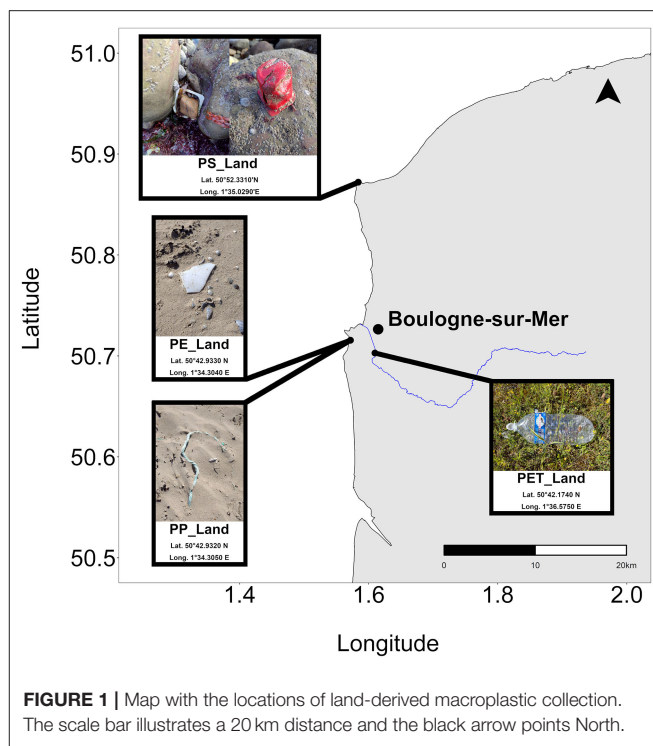 51.0
50.9
50.8
50.7
50.6
50.5
Latitude
PS_Land
Lat. 50°52.3310'N
Long. 1°35.0290'E
PE_Land
Lat. 50°42.9330 N
Long. 1°34.3040 E
PP_Land
Lat. 50°42.9320 N
Long. 1°34.3050 E
Boulogne-sur-Mer
PET_Land
Lat. 50°42.1740 N
Long. 1°36.5750 E
0 10 20km
1.4 1.6 1.8 2.0
Longitude
FIGURE 1 | Map with the locations of land-derived macroplastic collection.
The scale bar illustrates a 20 km distance and the black arrow points North.